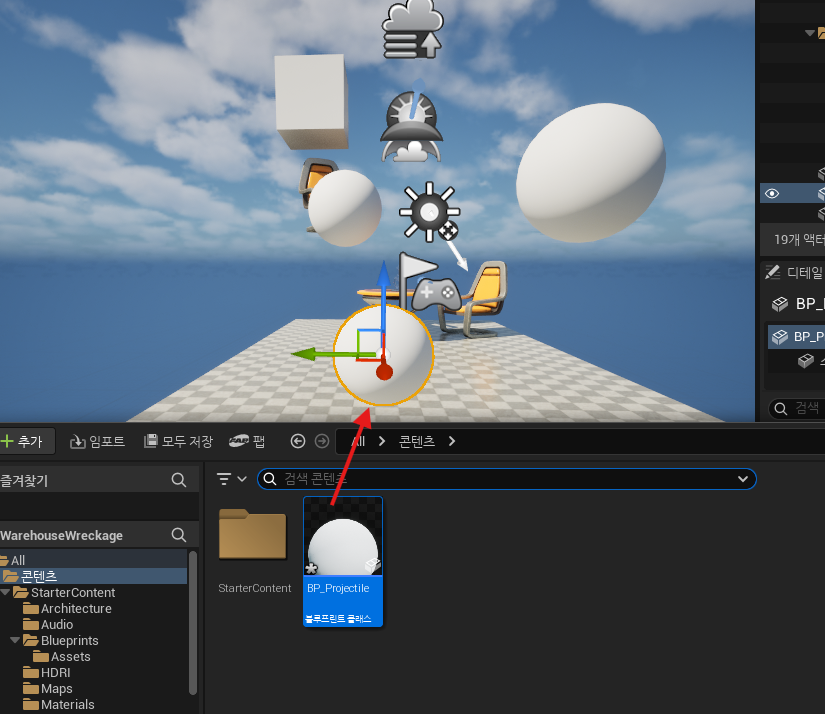 19개 액터
디테일
BP_
BP_P
검색
추가
임포트
모두 저장
팹
All
콘텐츠
즐겨찾기
검색 콘텐츠
WarehouseWreckage
All
콘텐츠
StarterContent
Architecture
Audio
Blueprints
Assets
HDRI
Maps
Materials
StarterContent
BP_Projectile
블루프린트 클래스